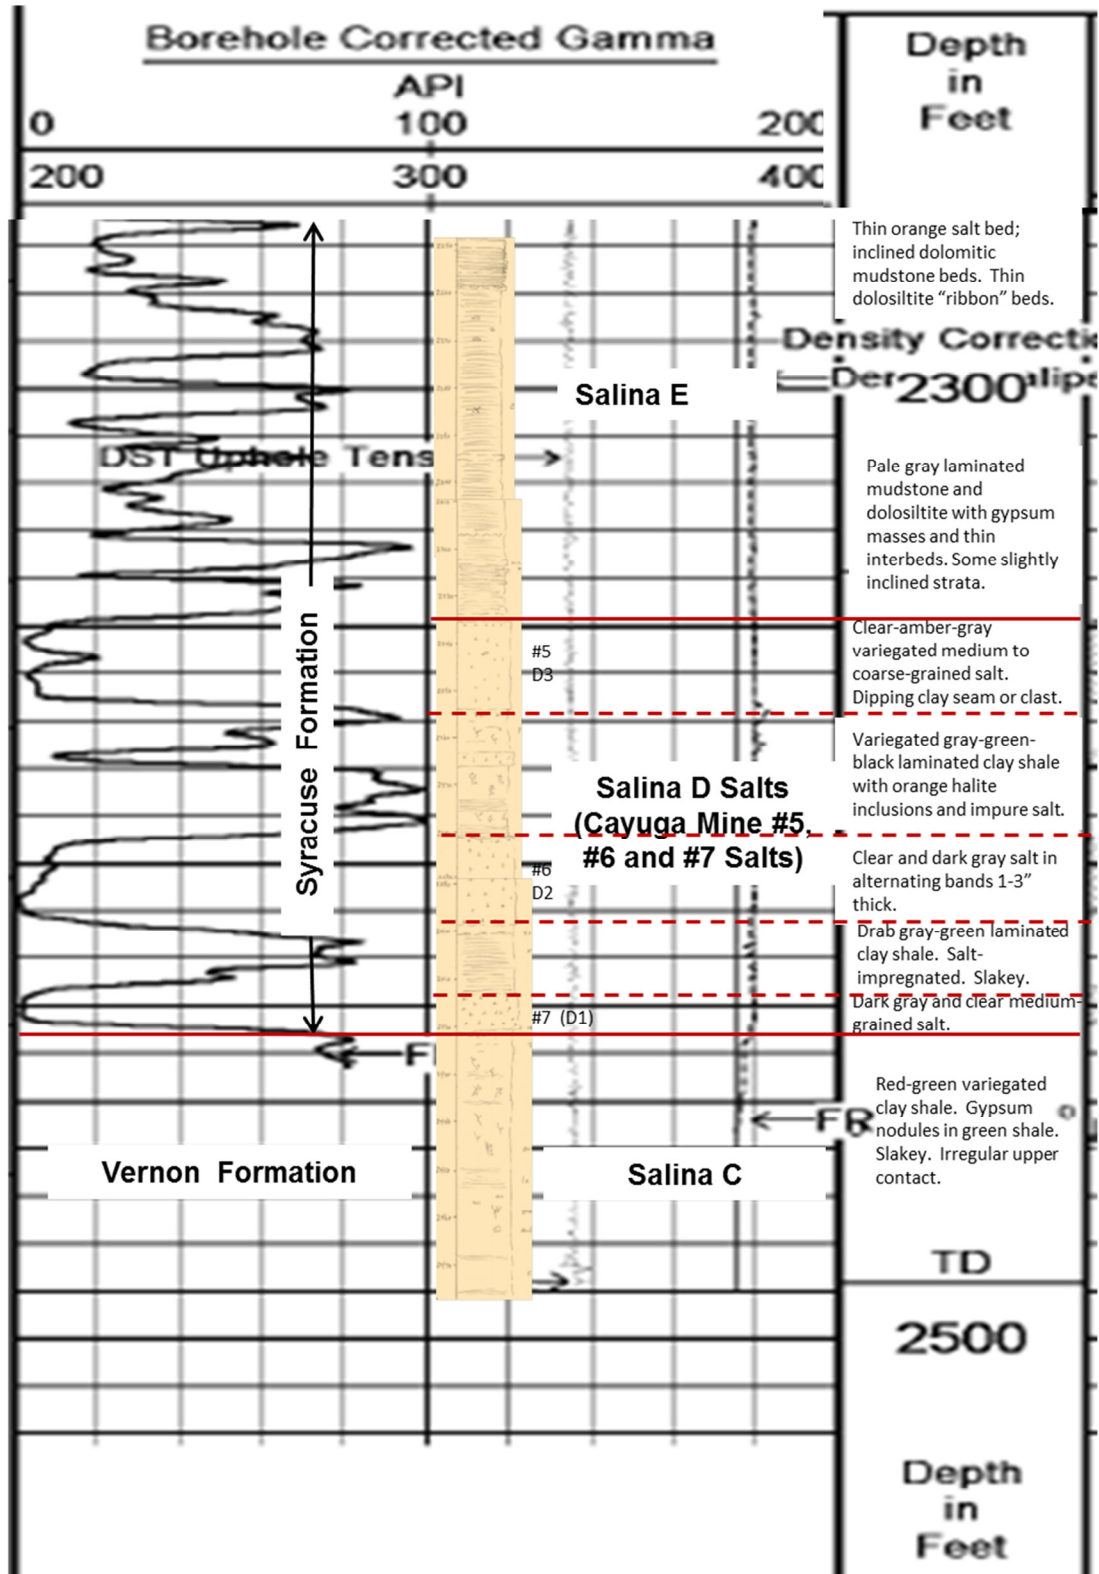 Borehole Corrected Gamma
API
0 100 200
200 300 400
Depth
in
Feet
Thin orange salt bed;
inclined dolomitic
mudstone beds. Thin
dolosiltite “ribbon” beds.
Density Correctio
2300
Salina E
DST Uphole Tens
Pale gray laminated
mudstone and
dolosiltite with gypsum
masses and thin
interbeds. Some slightly
inclined strata.
Syracuse Formation
#5
D3
Clear-amber-gray
variegated medium to
coarse-grained salt.
Dipping clay seam or clast.
Variegated gray-green-
black laminated clay shale
with orange halite
inclusions and impure salt.
Salina D Salts
(Cayuga Mine #5,
#6 and #7 Salts)
#6
D2
Clear and dark gray salt in
alternating bands 1-3”
thick.
Drab gray-green laminated
clay shale. Salt-
impregnated. Slakey.
#7 (D1)
Dark gray and clear medium-
grained salt.
FR
Red-green variegated
clay shale. Gypsum
nodules in green shale.
Slakey. Irregular upper
contact.
Vernon Formation
Salina C
TD
2500
Depth
in
Feet